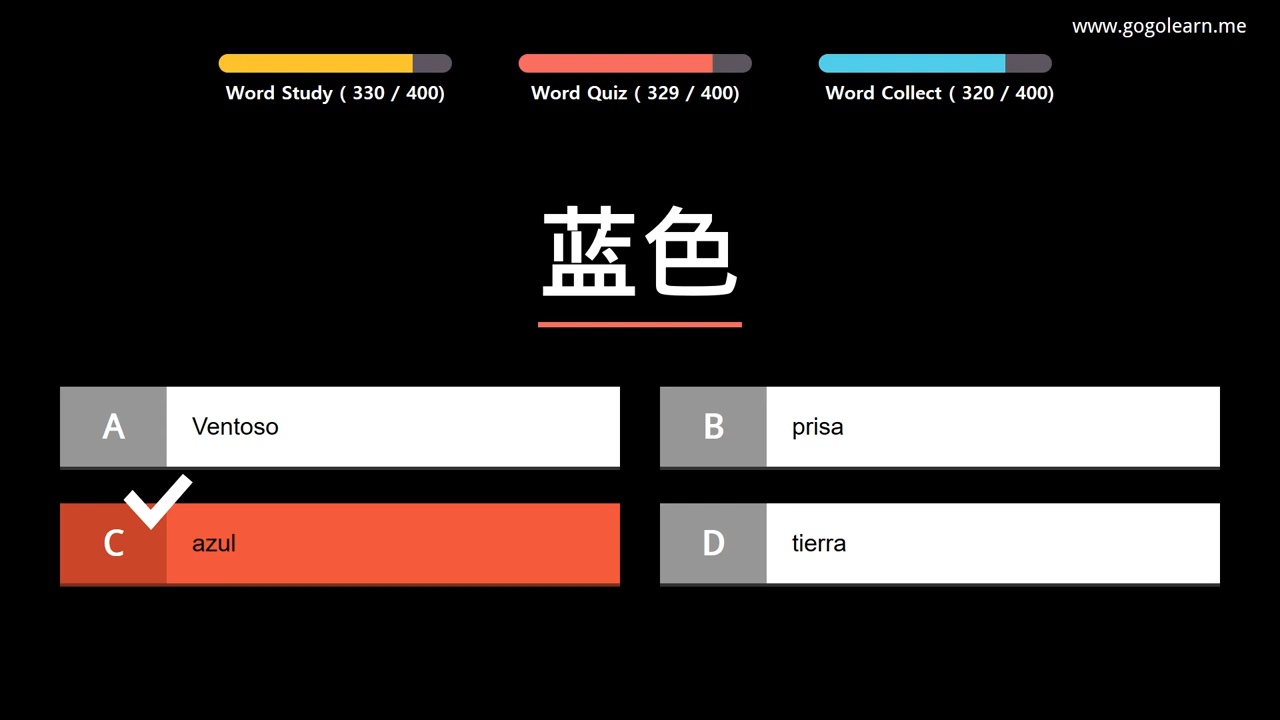 www.gogolearn.me
Word Study ( 330 / 400)
Word Quiz ( 329 / 400)
Word Collect ( 320 / 400)
蓝色
A
Ventoso
B
prisa
C
azul
D
tierra